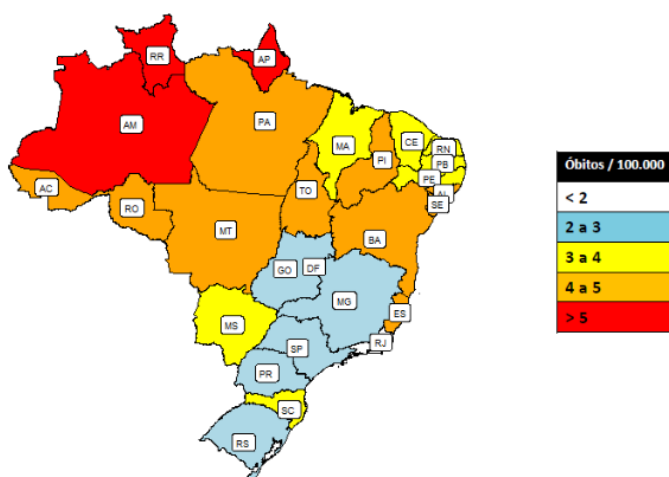 RR
AP
AM
PA
MA
CE
RN
PB
PI
PE
AL
SE
AC
RO
TO
MT
BA
GO
DF
MG
ES
MS
SP
RJ
PR
SC
RS
Óbitos / 100.000
< 2
2 a 3
3 a 4
4 a 5
> 5